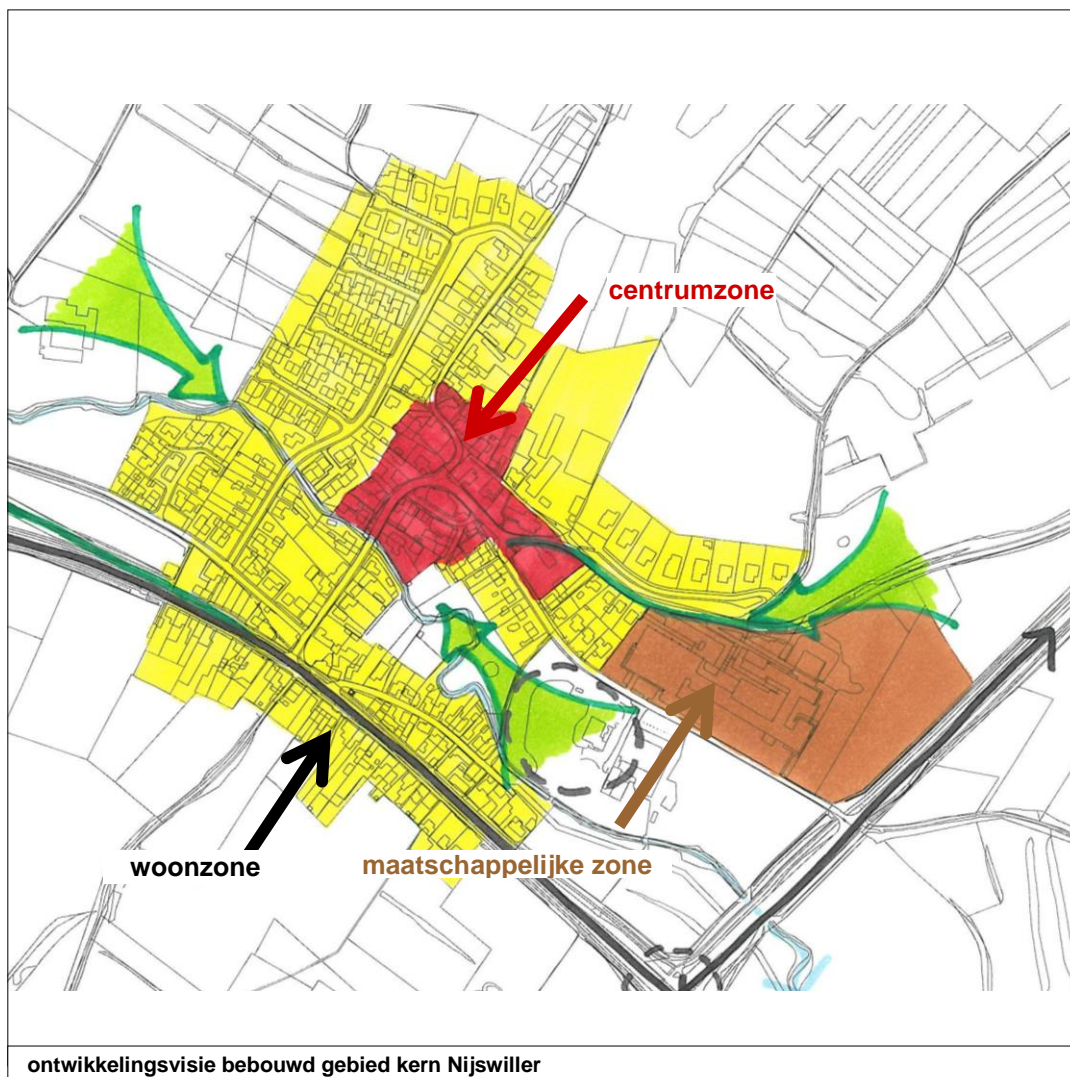 centrumzone
woonzone
maatschappelijke zone
ontwikkelingsvisie bebouwd gebied kern Nijswiller